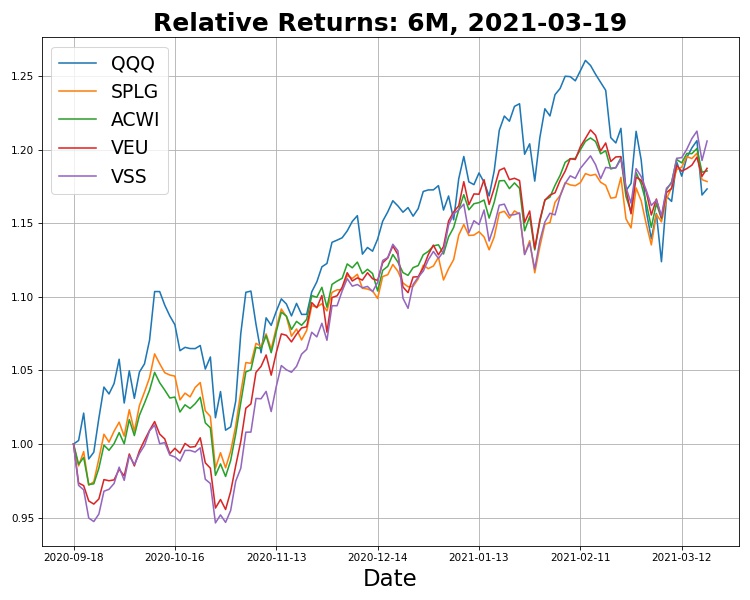 Relative Returns: 6M, 2021-03-19
QQQ
SPLG
ACWI
VEU
VSS
1.25
1.20
1.15
1.10
1.05
1.00
0.95
2020-09-18 2020-10-16 2020-11-13 2020-12-14 2021-01-13 2021-02-11 2021-03-12
Date